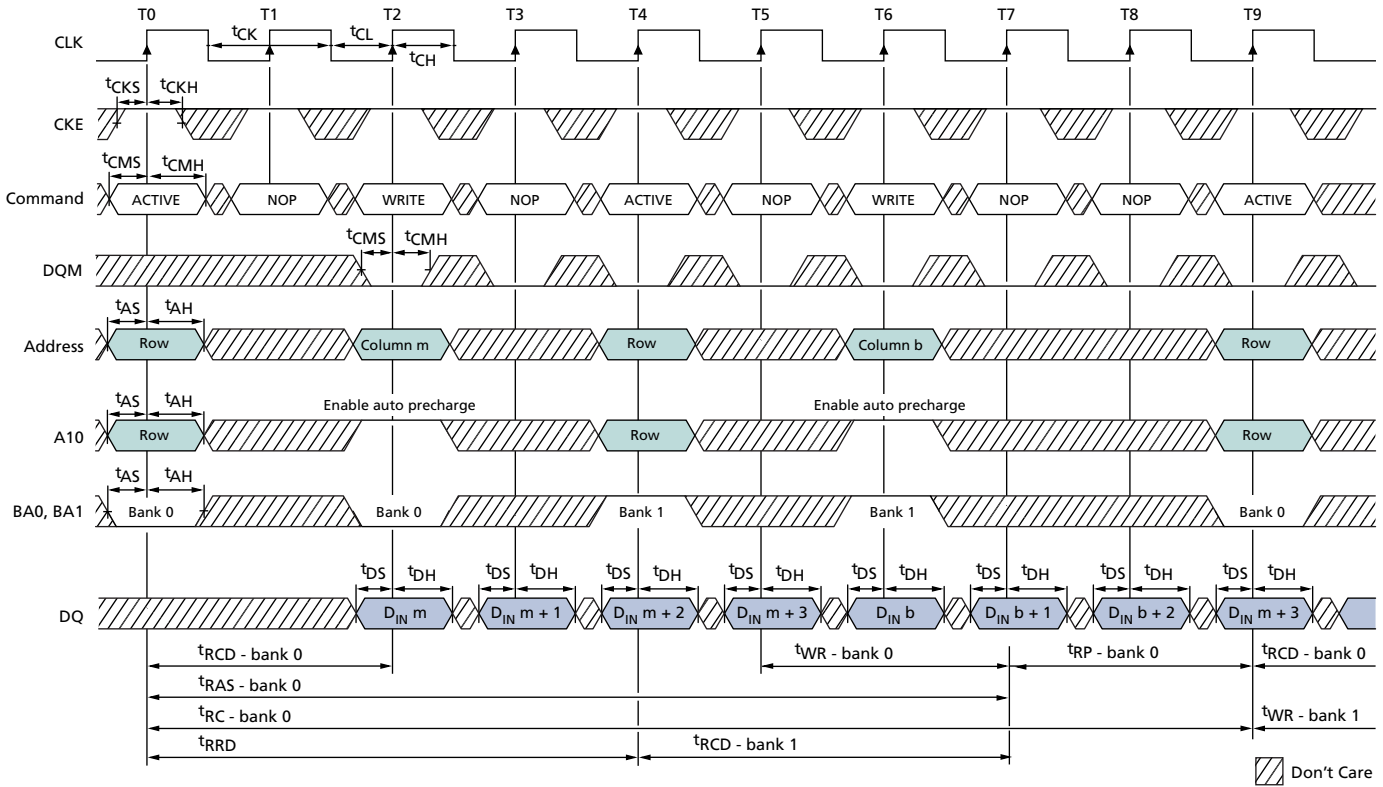 T0 T1 T2 T3 T4 T5 T6 T7 T8 T9
CLK tCK tCL tCH
tCKS tCKH
CKE
tCMS tCMH
Command ACTIVE NOP WRITE NOP ACTIVE NOP WRITE NOP NOP ACTIVE
tCMS tCMH
DQM
tAS tAH
Address Row Column m Row Column b Row
tAS tAH Enable auto precharge Enable auto precharge
A10 Row Row Row
tAS tAH
BA0, BA1 Bank 0 Bank 0 Bank 1 Bank 1 Bank 0
tDS tDH tDS tDH tDS tDH tDS tDH tDS tDH tDS tDH tDS tDH tDS tDH
DQ DIN m DIN m + 1 DIN m + 2 DIN m + 3 DIN b DIN b + 1 DIN b + 2 DIN m + 3
tRCD - bank 0 tWR - bank 0 tRP - bank 0 tRCD - bank 0
tRAS - bank 0
tRC - bank 0 tWR - bank 1
tRRD tRCD - bank 1
Don't Care